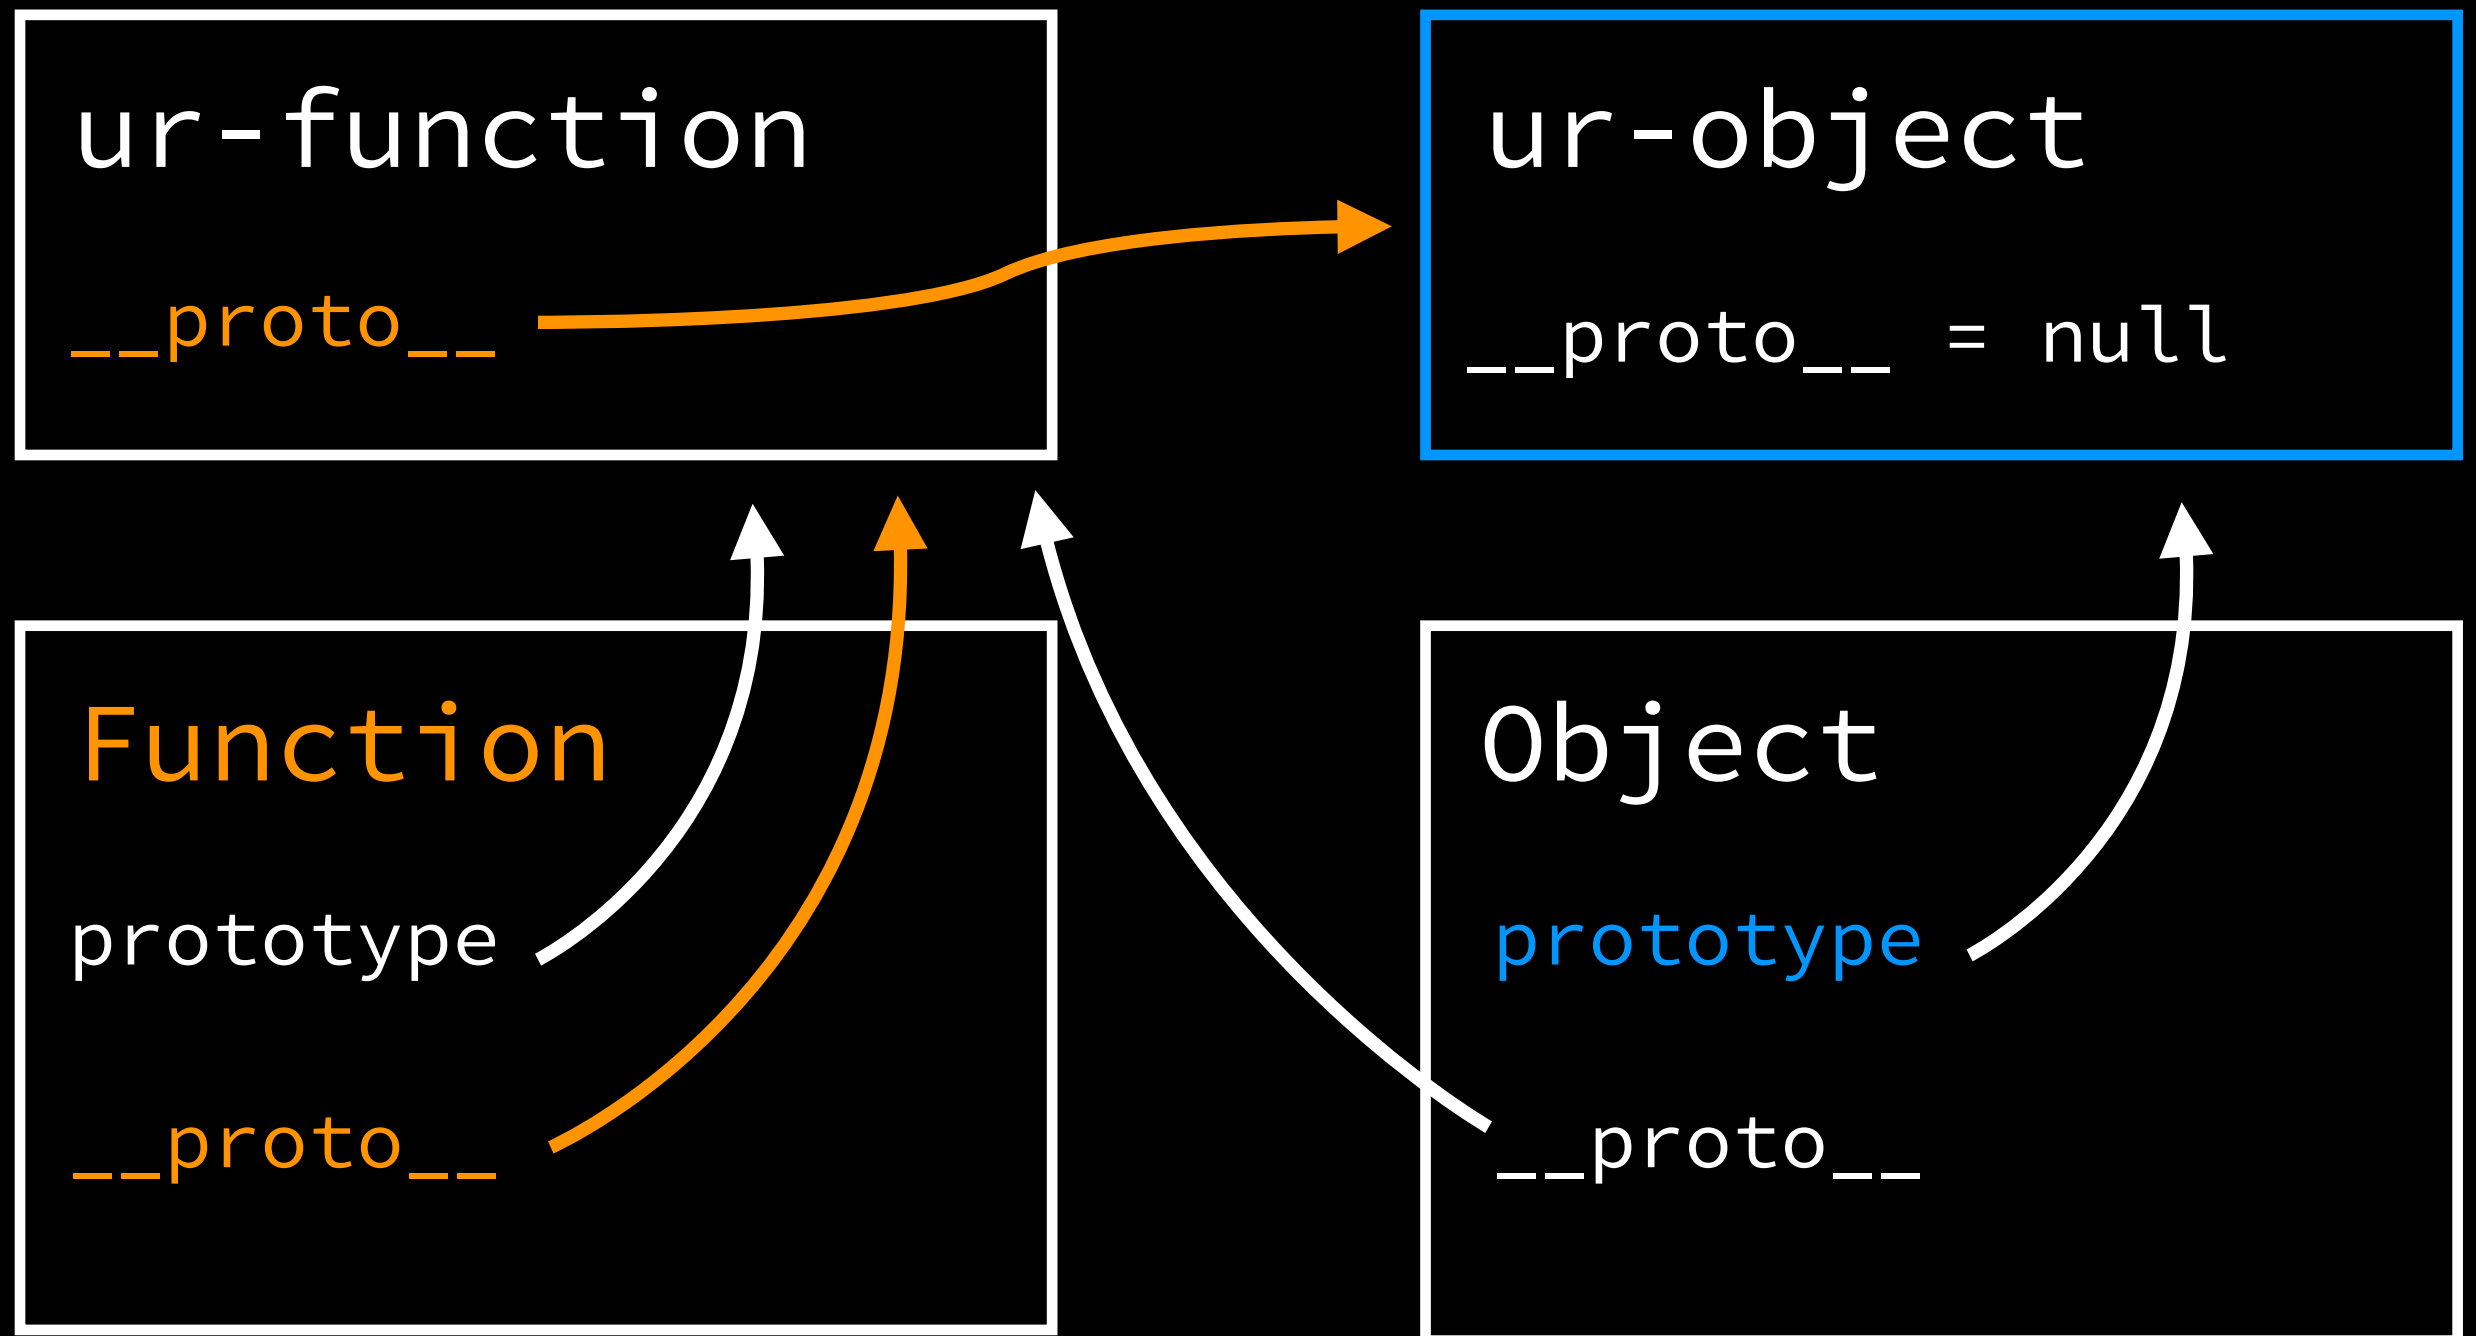 ur-function
__proto__
ur-object
__proto__ = null
Function
prototype
__proto__
Object
prototype
__proto__